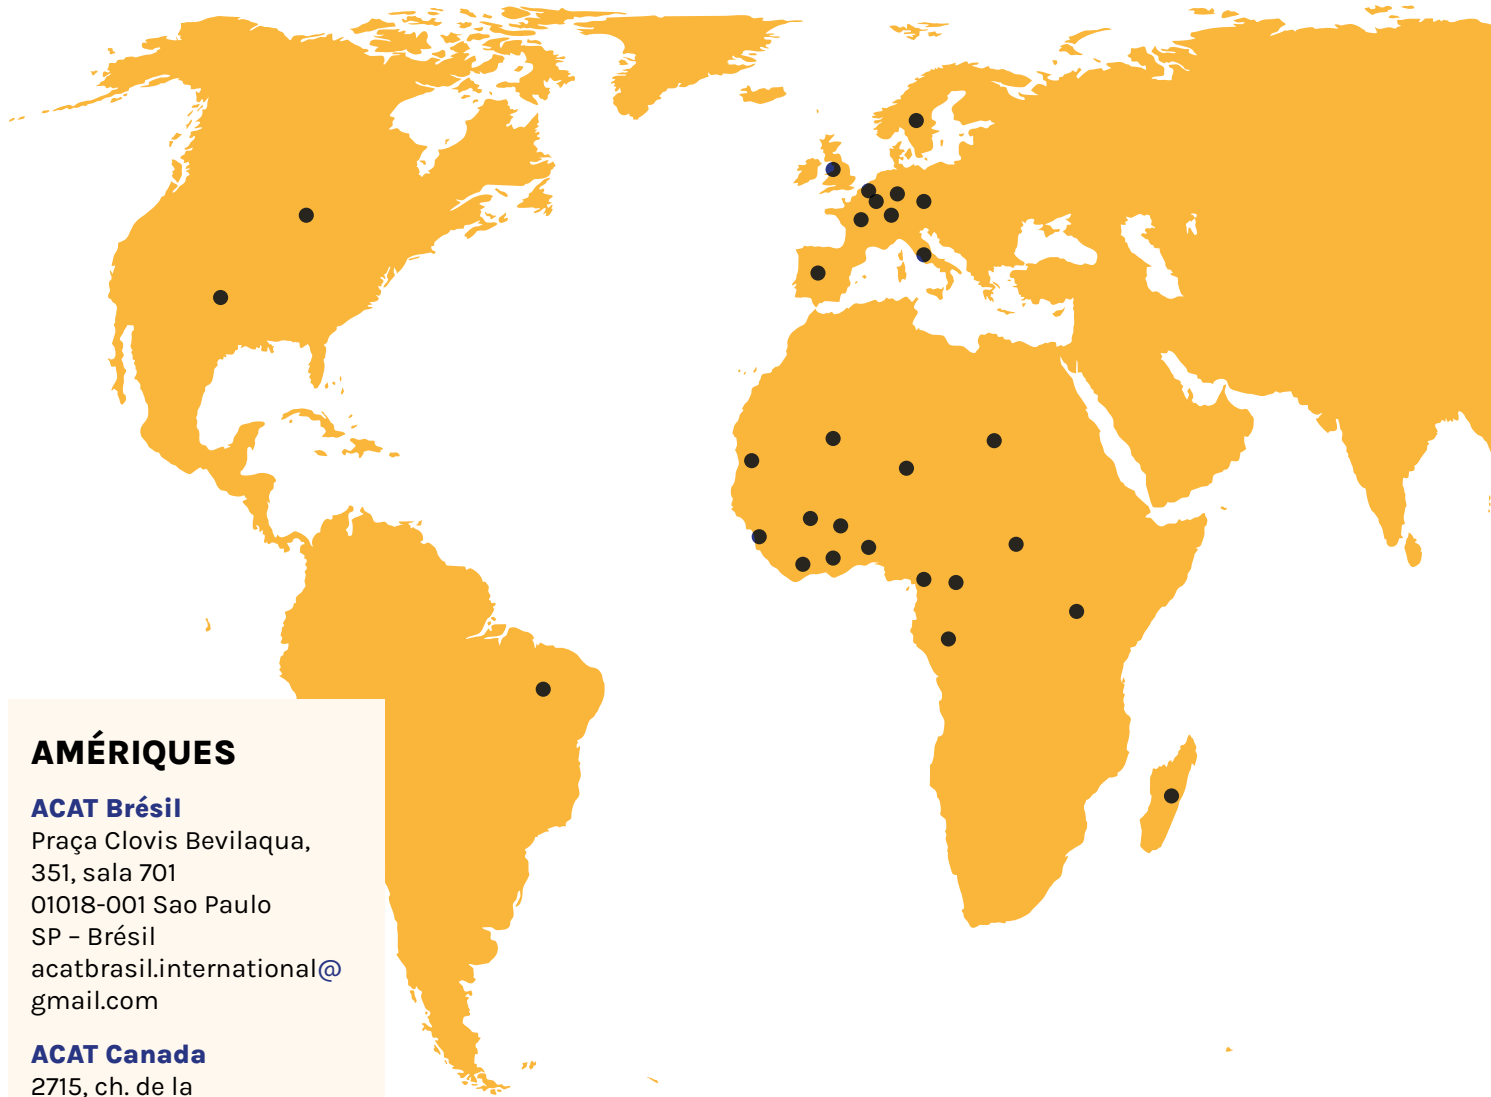 AMÉRIQUES
ACAT Brésil
Praça Clovis Bevilaqua,
351, sala 701
01018-001 Sao Paulo
SP – Brésil
acatbrasil.international@
gmail.com
ACAT Canada
2715, ch. de la